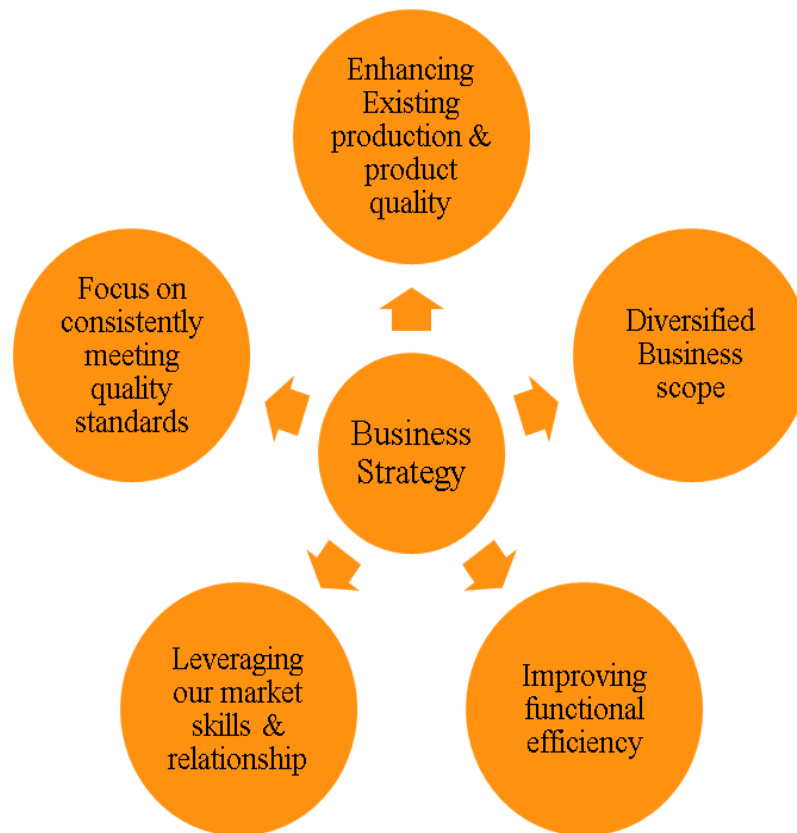 Enhancing
Existing
production &
product
quality
Focus on
consistently
meeting
quality
standards
Diversified
Business
scope
Business
Strategy
Leveraging
our market
skills &
relationship
Improving
functional
efficiency